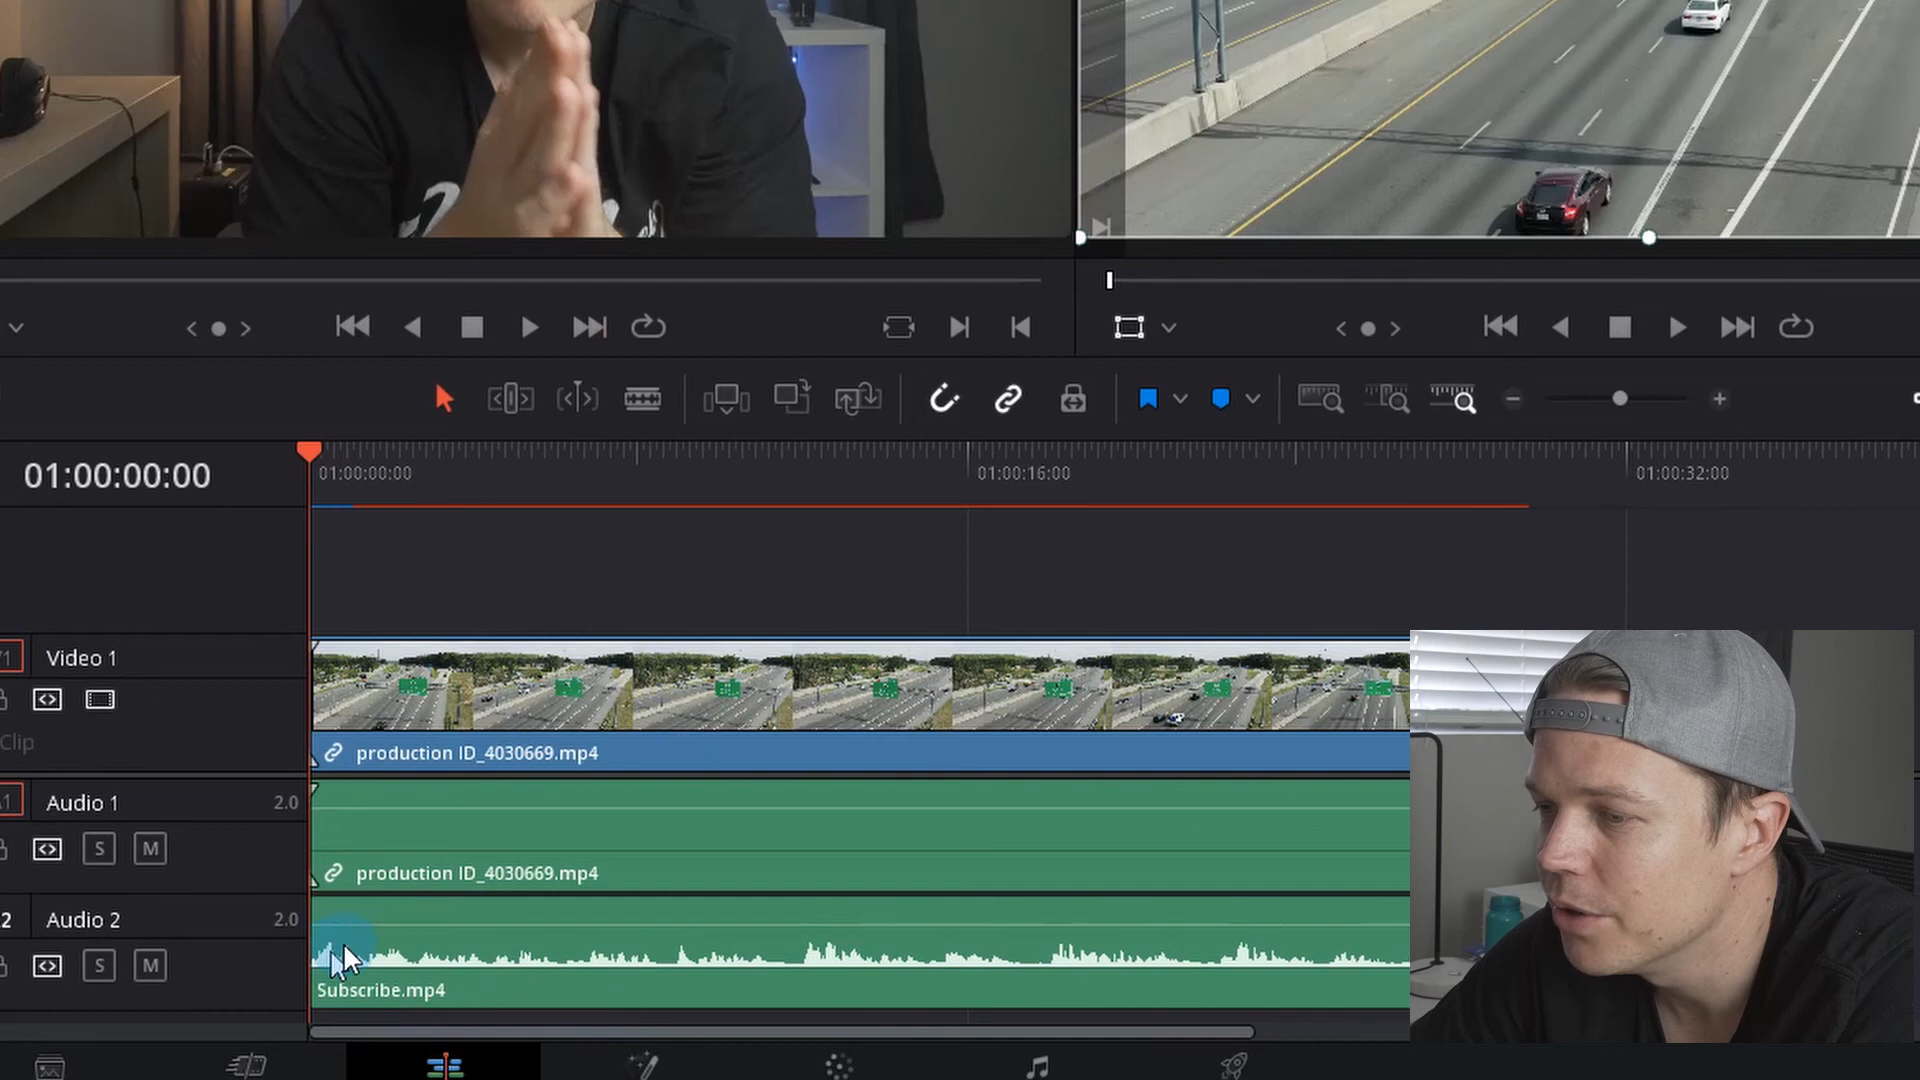 01:00:00:00
01:00:00:00
01:00:16:00
01:00:32:00
Video 1
Clip
production ID_4030669.mp4
Audio 1
2.0
S
M
production ID_4030669.mp4
Audio 2
2.0
S
M
Subscribe.mp4